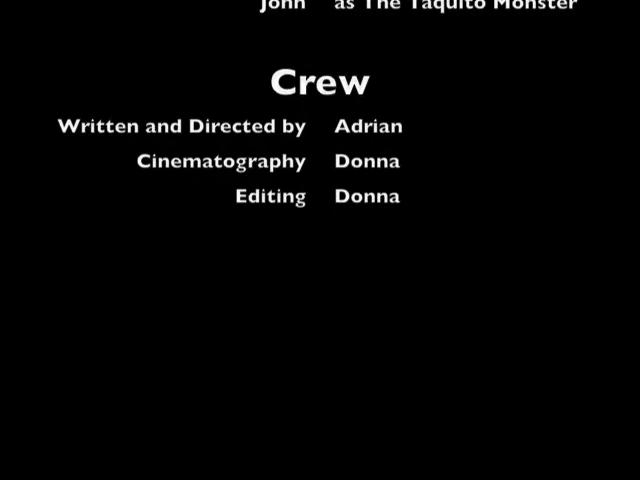 John as The Taquito Monster
Crew
Written and Directed by Adrian
Cinematography Donna
Editing Donna